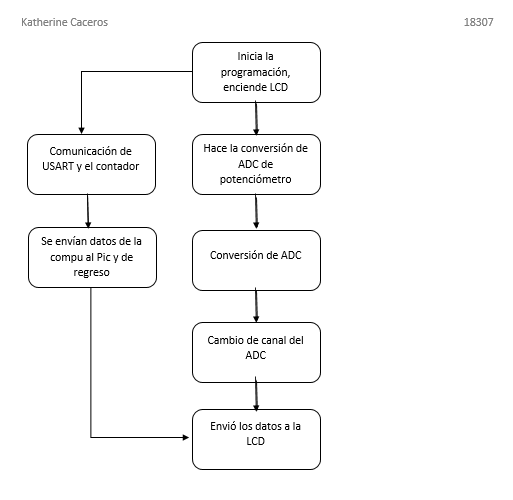 Katherine Caceros
18307
Inicia la
programación,
enciende LCD
Comunicación de
USART y el contador
Hace la conversión de
ADC de
potenciómetro
Se envían datos de la
compu al Pic y de
regreso
Conversión de ADC
Cambio de canal del
ADC
Envió los datos a la
LCD